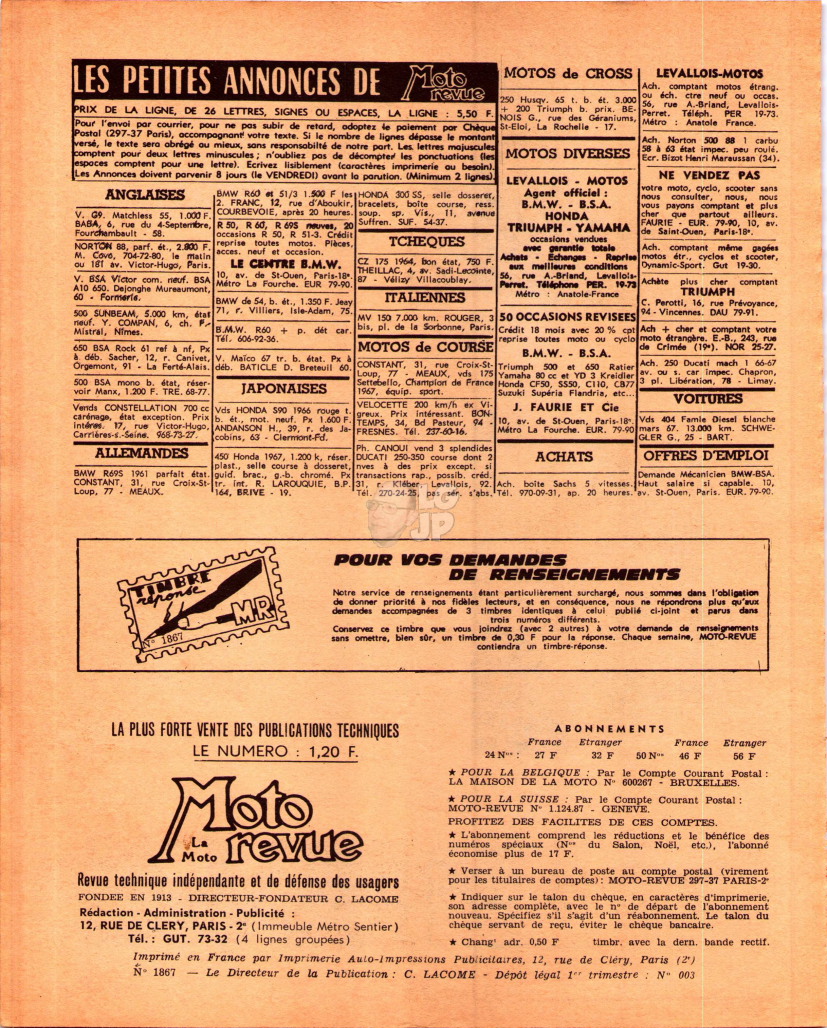 LES PETITES ANNONCES DE Moto revue
PRIX DE LA LIGNE, DE 26 LETTRES, SIGNES OU ESPACES, LA LIGNE : 5,50 F.
Pour l'envoi par courrier, pour ne pas subir de retard, adoptez le paiement par Chèque
Postal (297-37 Paris), accompagnant votre texte. Si le nombre de lignes dépasse le montant
versé, le texte sera abrégé au mieux, sans responsabilité de notre part. Les lettres majuscules
comptent pour deux lettres minuscules ; n'oubliez pas de décompter les ponctuations (les
espaces comptent pour une lettre). Ecrivez lisiblement (caractères imprimerie au besoin).
Les Annonces doivent parvenir 8 jours (le VENDREDI) avant la parution. (Minimum 2 lignes)
ANGLAISES
V. G9. Matchless 55, 1.000 F.
BABA, 6, rue du 4-Septembre,
Fourchambault - 58.
NORTON 88, parf. ét., 2.800 F.
M. Covo, 704-72-80, le matin
ou 181 av. Victor-Hugo, Paris.
V. BSA Victor com. neuf. BSA
A10 650. Dejonghe Mureaumont,
60 - Formerie.
500 SUNBEAM, 5.000 km, état
neuf. Y. COMPAN, 6, ch. F.-
Mistral, Nîmes.
650 BSA Rock 61 ref à nf, Px
à déb. Sacher, 12, r. Canivet,
Orgemont, 91 - La Ferté-Alais.
500 BSA mono b. état, réser-
voir Manx, 1.200 F. TRE. 68-77.
Vends CONSTELLATION 700 cc
carénage, état exception. Prix
intéres. 17, rue Victor-Hugo,
Carrières-s.-Seine. 968-73-27.
ALLEMANDES
BMW R69S 1961 parfait état.
CONSTANT, 31, rue Croix-St-
Loup, 77 - MEAUX.
BMW R60 et 51/3 1.500 F les
2. FRANC, 12, rue d'Aboukir,
COURBEVOIE, après 20 heures.
R 50, R 60, R 69S neuves, 20
occasions R 50, R 51-3. Crédit
reprise toutes motos. Pièces,
acces. neuf et occasion.
LE CENTRE B.M.W.
10, av. de St-Ouen, Paris-18e.
Métro La Fourche. EUR 79-90.
BMW de 54, b. ét., 1.350 F. Jeay
71, r. Villiers, Isle-Adam, 75.
B.M.W. R60 + p. dét car.
Tél. 606-92-36.
V. Maïco 67 tr. b. état. Px à
déb. BATICLE D. Breteuil 60.
JAPONAISES
Vds HONDA S90 1966 rouge t.
b. ét., mot. neuf. Px 1.600 F.
ANDANSON H., 39, r. des Ja-
cobins, 63 - Clermont-Fd.
450 Honda 1967, 1.200 k, réser.
plast., selle course à dosseret,
guid. brac., g.-b. chromé. Px
tr. int. R. LAROUQUIE, B.P.
164, BRIVE - 19.
HONDA 300 SS, selle dosseret,
bracelets, boîte course, ress.
soup. sp. Vis., 11, avenue
Suffren. SUF. 54-37.
TCHEQUES
CZ 175 1964, bon état, 750 F.
THEILLAC, 4, av. Sadi-Lecointe,
87 - Vélizy Villacoublay.
ITALIENNES
MV 150 7.000 km. ROUGER, 3
bis, pl. de la Sorbonne, Paris.
MOTOS de COURSE
CONSTANT, 31, rue Croix-St-
Loup, 77 - MEAUX, vds 175
Settebello, Champion de France
1967, équip. sport.
VELOCETTE 200 km/h ex Vi-
greux. Prix intéressant. BON-
TEMPS, 34, Bd Pasteur, 94 -
FRESNES. Tél. 237-60-16.
Ph. CANOUI vend 3 splendides
DUCATI 250-350 course dont 2
nves à des prix except. si
transactions rap., possib. créd.
31, r. Kléber, Levallois, 92.
Tél. 270-24-25, pas sér. s'abs.
MOTOS de CROSS
250 Husqv. 65 t. b. ét. 3.000
+ 200 Triumph b. prix. BE-
NOIS G., rue des Géraniums,
St-Eloi, La Rochelle - 17.
MOTOS DIVERSES
LEVALLOIS - MOTOS
Agent officiel :
B.M.W. - B.S.A.
HONDA
TRIUMPH - YAMAHA
occasions vendues
avec garantie totale
Achats - Echanges - Reprise
aux meilleures conditions
56, rue A.-Briand, Levallois-
Perret. Téléphone PER. 19-73
Métro : Anatole-France
50 OCCASIONS REVISEES
Crédit 18 mois avec 20 % cpt
reprise toutes moto ou cyclo
B.M.W. - B.S.A.
Triumph 500 et 650 Ratier
Yamaha 80 cc et YD 3 Kreidler
Honda CF50, SS50, C110, CB77
Suzuki Supéria Flandria, etc...
J. FAURIE ET Cie
10, av. de St-Ouen, Paris-18e.
Métro La Fourche. EUR. 79-90
ACHATS
Ach. boîte Sachs 5 vitesses.
Tél. 970-09-31, ap. 20 heures.
LEVALLOIS-MOTOS
Ach. comptant motos étrang.
ou éch. ctre neuf ou occas.
56, rue A.-Briand, Levallois-
Perret. Téléph. PER 19-73.
Métro : Anatole France.
Ach. Norton 500 88 1 carbu
58 à 63 état impec. peu roulé.
Ecr. Bizot Henri Maraussan (34).
NE VENDEZ PAS
votre moto, cyclo, scooter sans
nous consulter, nous, nous
vous payons comptant et plus
cher que partout ailleurs.
FAURIE - EUR. 79-90, 10, av.
de Saint-Ouen, Paris-18e.
Ach. comptant même gagées
motos étr., cyclos et scooter,
Dynamic-Sport. Gut 19-30.
Achète plus cher comptant
TRIUMPH
C. Perotti, 16, rue Prévoyance,
94 - Vincennes. DAU 79-91.
Ach + cher et comptant votre
moto étrangère. E.-B., 243, rue
de Crimée (19e). NOR 25-27.
Ach. 250 Ducati mach 1 66-67
av. ou s. car impec. Chapron,
3 pl. Libération, 78 - Limay.
VOITURES
Vds 404 Famie Diesel blanche
mars 67. 13.000 km. SCHWE-
GLER G., 25 - BART.
OFFRES D'EMPLOI
Demande Mécanicien BMW-BSA.
Haut salaire si capable. 10,
av. St-Ouen, Paris. EUR. 79-90.
LG
JP
TIMBRE
réponse
MR
N° 1867
POUR VOS DEMANDES
DE RENSEIGNEMENTS
Notre service de renseignements étant particulièrement surchargé, nous sommes dans l'obligation
de donner priorité à nos fidèles lecteurs, et en conséquence, nous ne répondrons plus qu'aux
demandes accompagnées de 3 timbres identiques à celui publié ci-joint et parus dans
trois numéros différents.
Conservez ce timbre que vous joindrez (avec 2 autres) à votre demande de renseignements
sans omettre, bien sûr, un timbre de 0,30 F pour la réponse. Chaque semaine, MOTO-REVUE
contiendra un timbre-réponse.
LA PLUS FORTE VENTE DES PUBLICATIONS TECHNIQUES
LE NUMERO : 1,20 F.
Moto
La Moto revue
Revue technique indépendante et de défense des usagers
FONDEE EN 1913 - DIRECTEUR-FONDATEUR C. LACOME
Rédaction - Administration - Publicité :
12, RUE DE CLERY, PARIS - 2e (Immeuble Métro Sentier)
Tél. : GUT. 73-32 (4 lignes groupées)
ABONNEMENTS
France Etranger France Etranger
24 Nos : 27 F 32 F 50 Nos 46 F 56 F
★ POUR LA BELGIQUE : Par le Compte Courant Postal :
LA MAISON DE LA MOTO N° 600267 - BRUXELLES.
★ POUR LA SUISSE : Par le Compte Courant Postal :
MOTO-REVUE N° 1.124.87 - GENEVE.
PROFITEZ DES FACILITES DE CES COMPTES.
★ L'abonnement comprend les réductions et le bénéfice des
numéros spéciaux (Nos du Salon, Noël, etc.), l'abonné
économise plus de 17 F.
★ Verser à un bureau de poste au compte postal (virement
pour les titulaires de comptes) : MOTO-REVUE 297-37 PARIS-2e
★ Indiquer sur le talon du chèque, en caractères d'imprimerie,
son adresse complète, avec le n° de départ de l'abonnement
nouveau. Spécifiez s'il s'agit d'un réabonnement. Le talon du
chèque servant de reçu, éviter le chèque bancaire.
★ Changt adr. 0,50 F timbr. avec la dern. bande rectif.
Imprimé en France par Imprimerie Auto-Impressions Publicitaires, 12, rue de Cléry, Paris (2e)
N° 1867 — Le Directeur de la Publication : C. LACOME - Dépôt légal 1er trimestre : N° 003